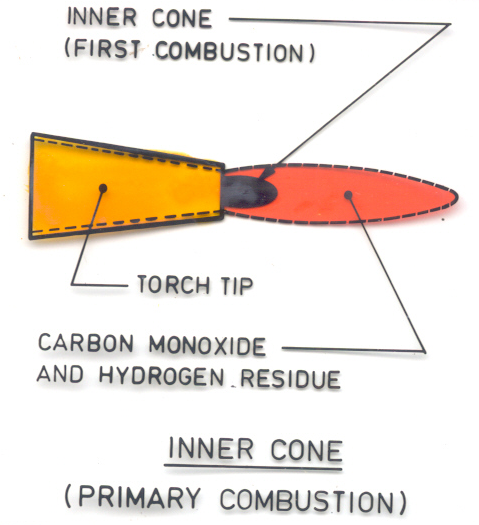 INNER CONE
(FIRST COMBUSTION)
TORCH TIP
CARBON MONOXIDE
AND HYDROGEN RESIDUE
INNER CONE
(PRIMARY COMBUSTION)